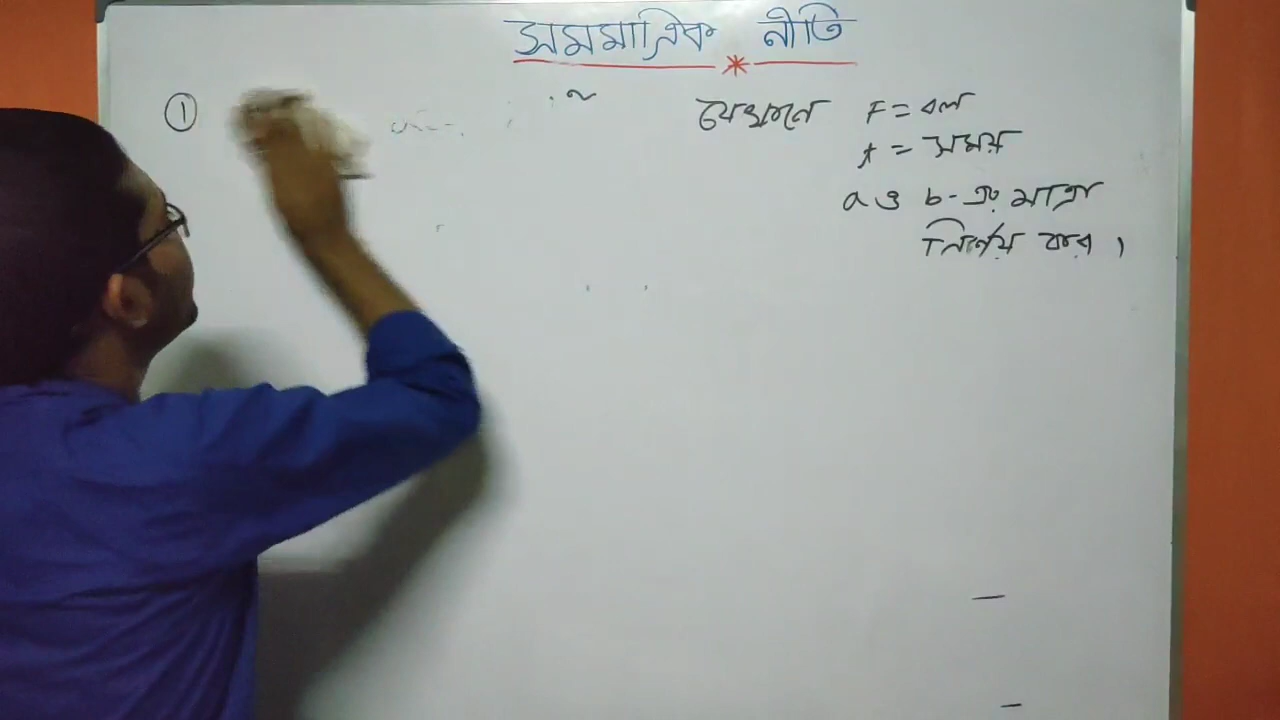 সমমাত্রিক নীতি
① যেখানে F = বল
t = সময়
a ও b-এর মাত্রা
নির্ণয় কর।